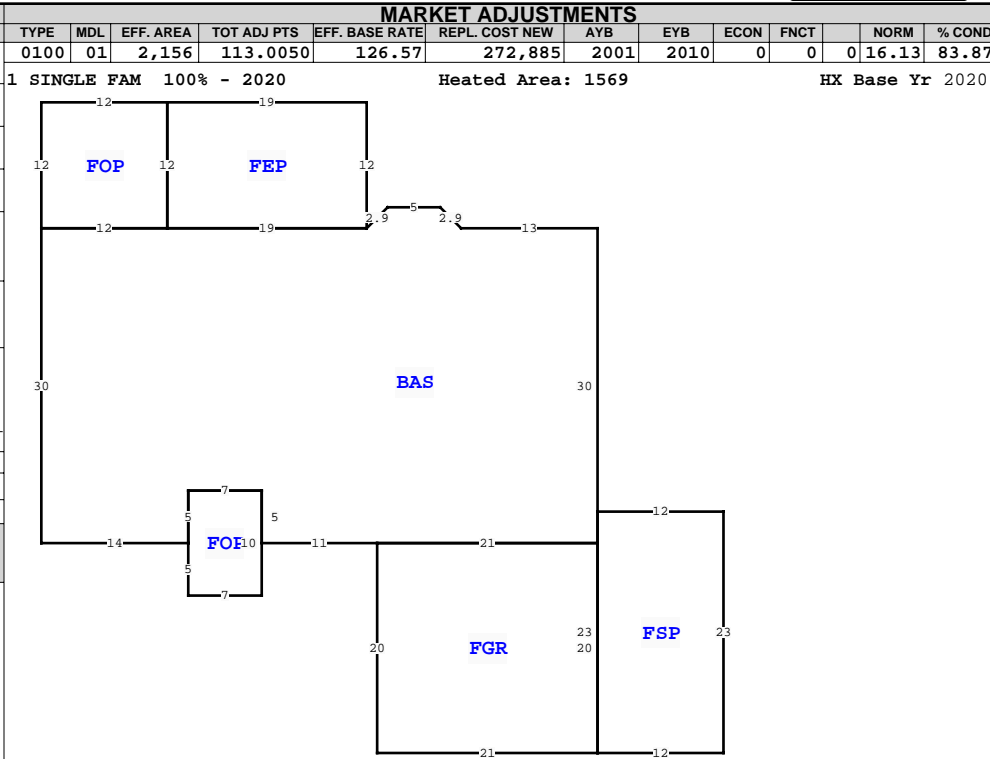 MARKET ADJUSTMENTS
TYPE MDL EFF. AREA TOT ADJ PTS EFF. BASE RATE REPL. COST NEW AYB EYB ECON FNCT NORM % COND
0100 01 2,156 113.0050 126.57 272,885 2001 2010 0 0 0 16.13 83.87
1 SINGLE FAM 100% - 2020 Heated Area: 1569 HX Base Yr 2020
12 19
12 FOP 12 FEP 12
2.9 5 2.9
12 19 13
30 BAS 30
7
5 5 12
14 FOP 10 11 21
5
7
23
20 FGR 20 FSP 23
21 12